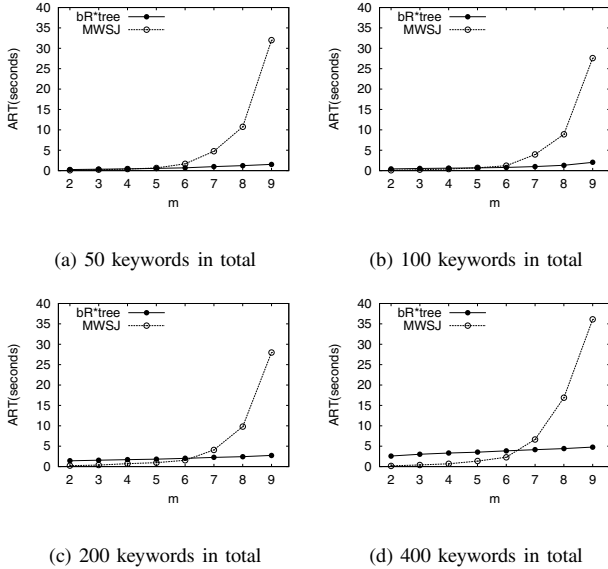 40
35
30
25
20
15
10
5
0
ART(seconds)
bR*tree
MWSJ
2 3 4 5 6 7 8 9
m
(a) 50 keywords in total
40
35
30
25
20
15
10
5
0
ART(seconds)
bR*tree
MWSJ
2 3 4 5 6 7 8 9
m
(b) 100 keywords in total
40
35
30
25
20
15
10
5
0
ART(seconds)
bR*tree
MWSJ
2 3 4 5 6 7 8 9
m
(c) 200 keywords in total
40
35
30
25
20
15
10
5
0
ART(seconds)
bR*tree
MWSJ
2 3 4 5 6 7 8 9
m
(d) 400 keywords in total